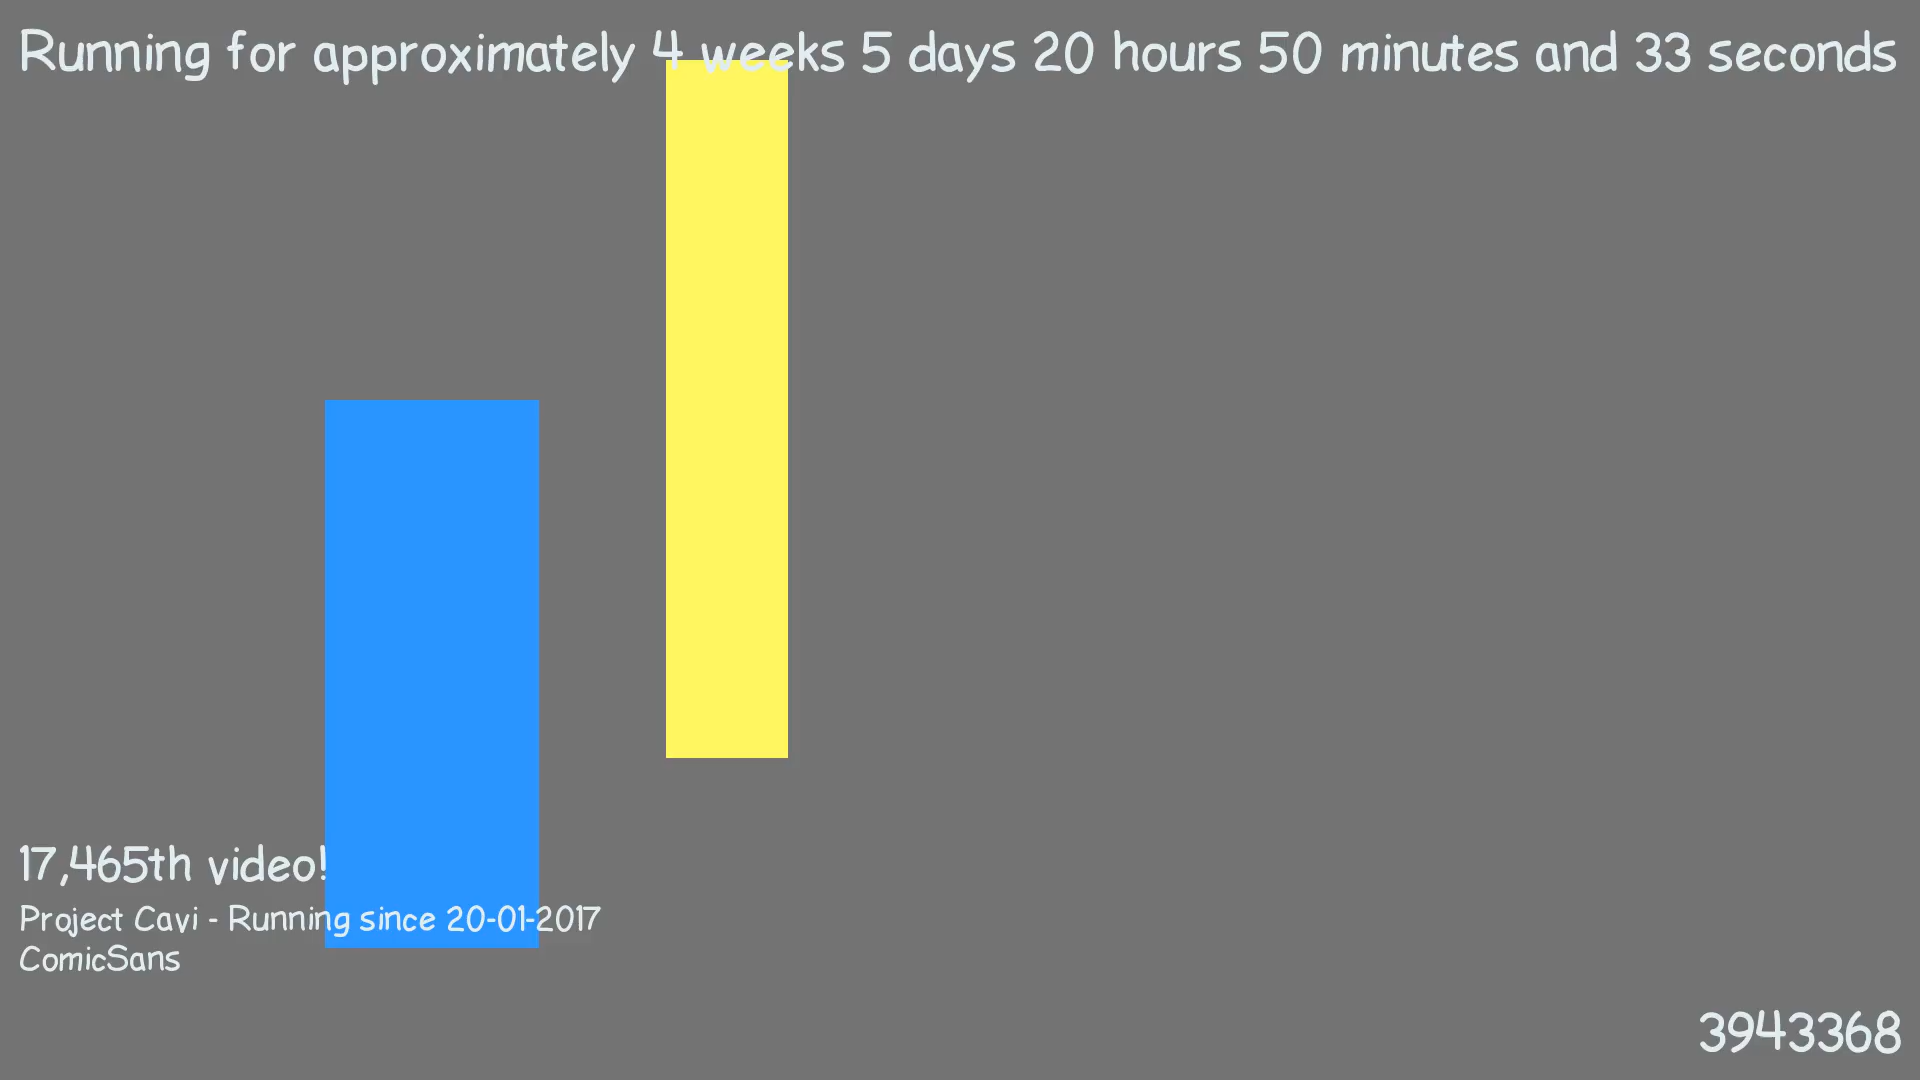 Running for approximately 4 weeks 5 days 20 hours 50 minutes and 33 seconds
17,465th video!
Project Cavi - Running since 20-01-2017
ComicSans
3943368